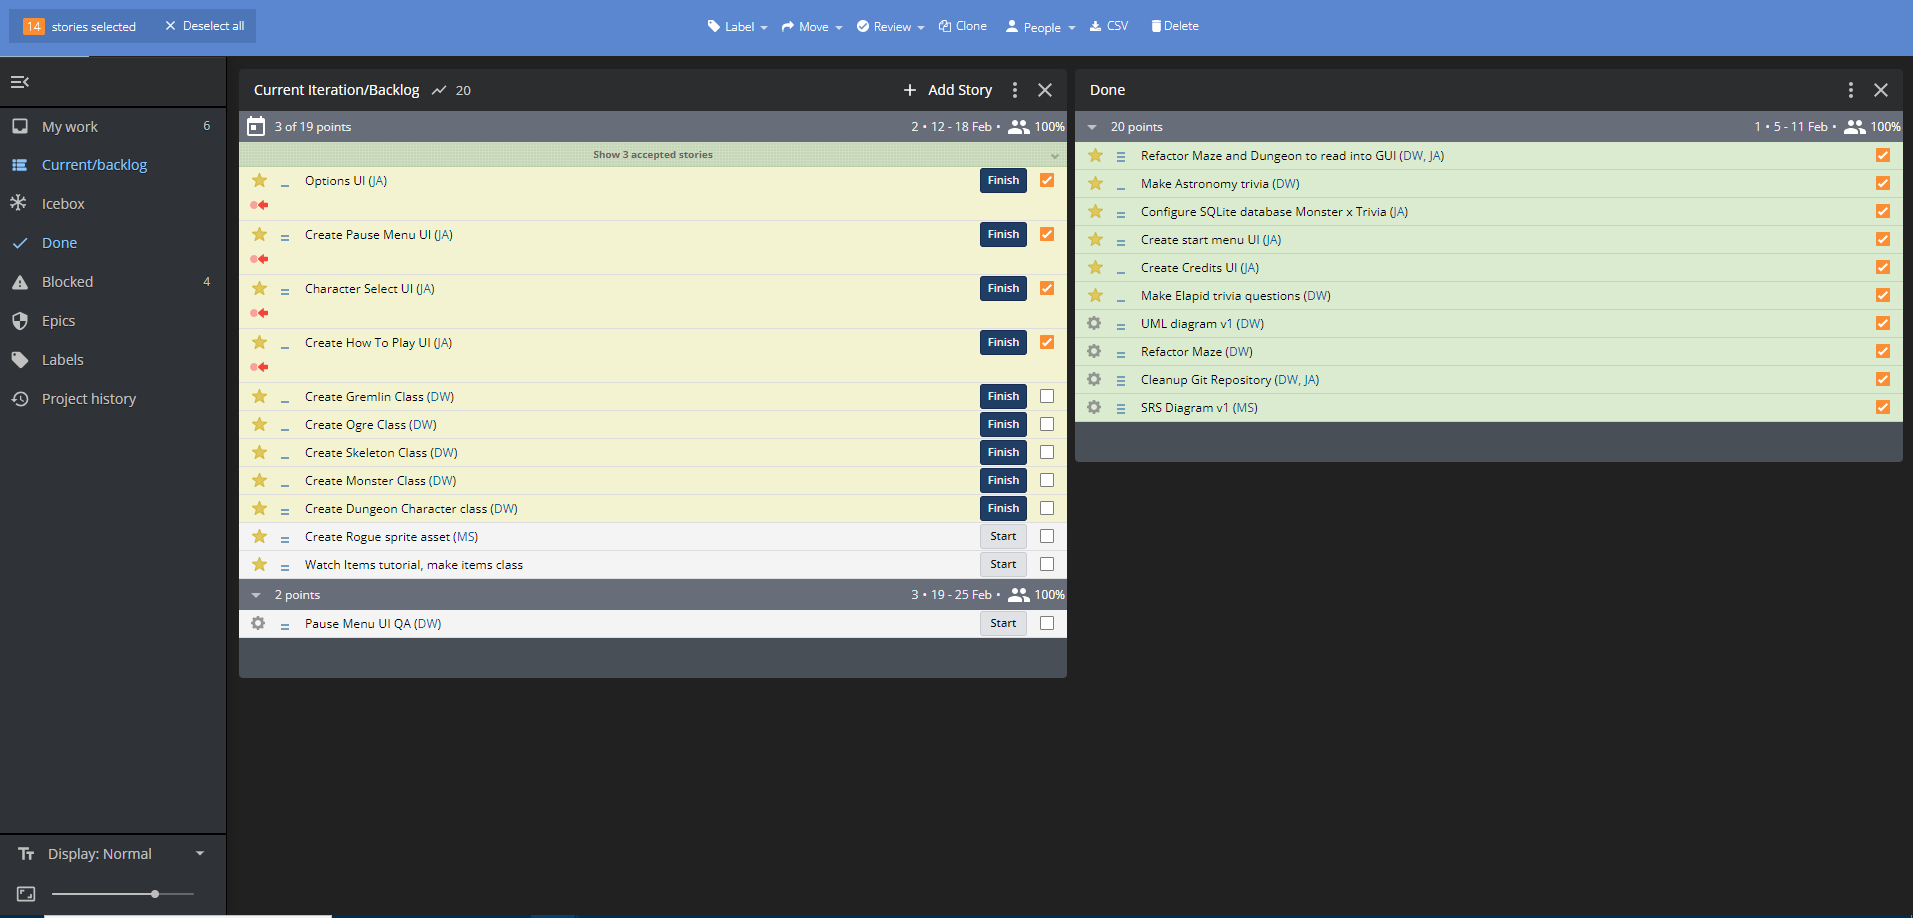 14 stories selected Deselect all Label Move Review Clone People CSV Delete
My work 6
Current/backlog
Icebox
Done
Blocked 4
Epics
Labels
Project history
Display: Normal
Current Iteration/Backlog 20 Add Story
3 of 19 points 2 • 12 - 18 Feb • 100%
Show 3 accepted stories
Options UI (JA) Finish
Create Pause Menu UI (JA) Finish
Character Select UI (JA) Finish
Create How To Play UI (JA) Finish
Create Gremlin Class (DW) Finish
Create Ogre Class (DW) Finish
Create Skeleton Class (DW) Finish
Create Monster Class (DW) Finish
Create Dungeon Character class (DW) Finish
Create Rogue sprite asset (MS) Start
Watch Items tutorial, make items class Start
2 points 3 • 19 - 25 Feb • 100%
Pause Menu UI QA (DW) Start
Done
20 points 1 • 5 - 11 Feb • 100%
Refactor Maze and Dungeon to read into GUI (DW, JA)
Make Astronomy trivia (DW)
Configure SQLite database Monster x Trivia (JA)
Create start menu UI (JA)
Create Credits UI (JA)
Make Elapid trivia questions (DW)
UML diagram v1 (DW)
Refactor Maze (DW)
Cleanup Git Repository (DW, JA)
SRS Diagram v1 (MS)